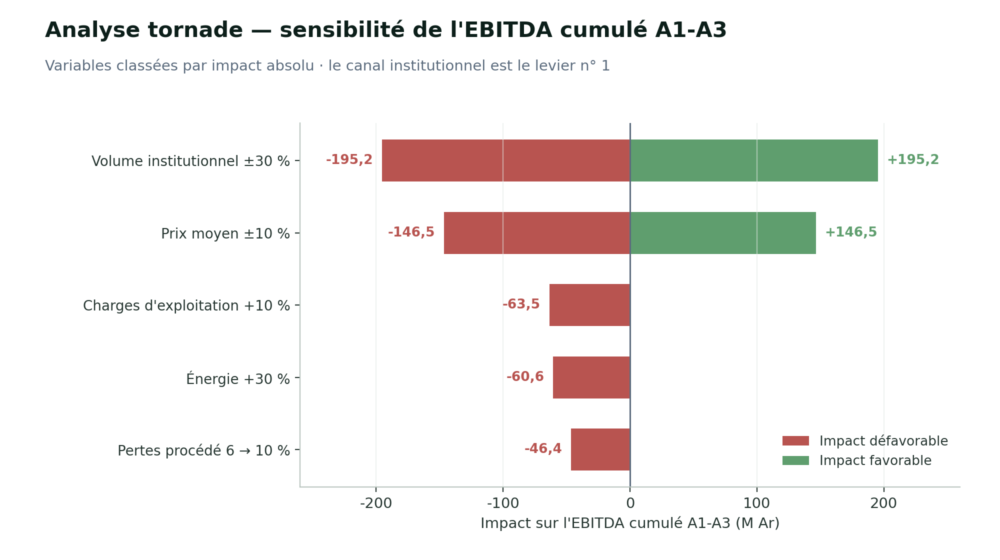 Analyse tornade — sensibilité de l'EBITDA cumulé A1-A3
Variables classées par impact absolu · le canal institutionnel est le levier n° 1
Volume institutionnel ±30 %
-195,2
+195,2
Prix moyen ±10 %
-146,5
+146,5
Charges d'exploitation +10 %
-63,5
Énergie +30 %
-60,6
Pertes procédé 6 → 10 %
-46,4
Impact défavorable
Impact favorable
-200 -100 0 100 200
Impact sur l'EBITDA cumulé A1-A3 (M Ar)